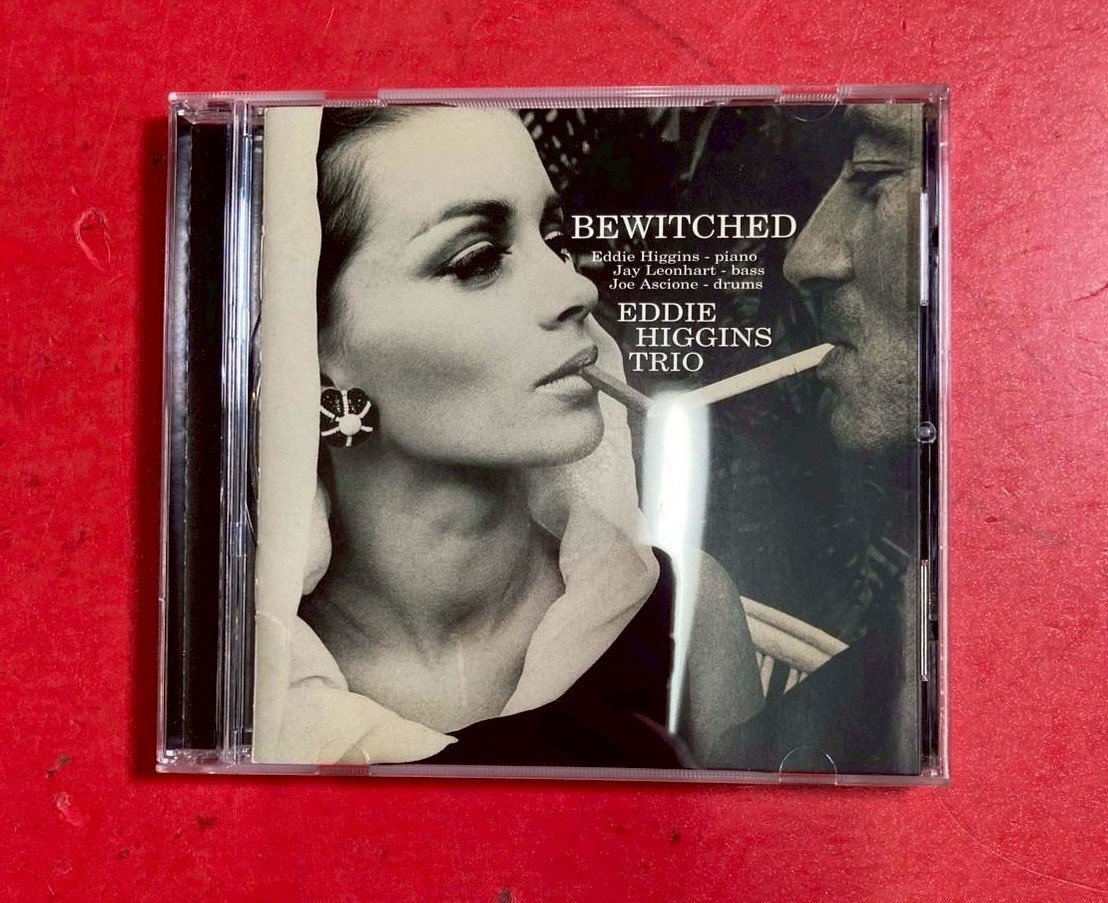 BEWITCHED
Eddie Higgins - piano
Jay Leonhart - bass
Joe Ascione - drums
EDDIE
HIGGINS
TRIO